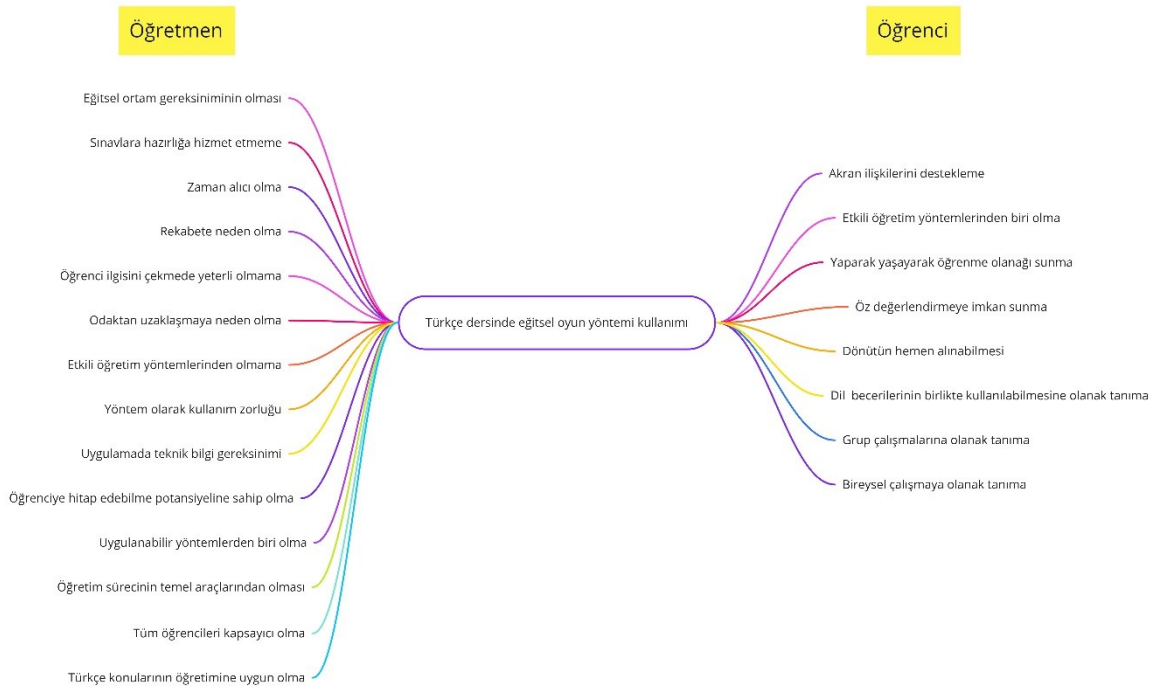 Öğretmen
Eğitsel ortam gereksiniminin olması
Sınavlara hazırlığa hizmet etmeme
Zaman alıcı olma
Rekabete neden olma
Öğrenci ilgisini çekmede yeterli olmama
Odaktan uzaklaşmaya neden olma
Etkili öğretim yöntemlerinden olmama
Yöntem olarak kullanım zorluğu
Uygulamada teknik bilgi gereksinimi
Öğrenciye hitap edebilme potansiyeline sahip olma
Uygulanabilir yöntemlerden biri olma
Öğretim sürecinin temel araçlarından olması
Tüm öğrencileri kapsayıcı olma
Türkçe konularının öğretimine uygun olma
Türkçe dersinde eğitsel oyun yöntemi kullanımı
Öğrenci
Akran ilişkilerini destekleme
Etkili öğretim yöntemlerinden biri olma
Yaparak yaşayarak öğrenme olanağı sunma
Öz değerlendirmeye imkan sunma
Dönütün hemen alınabilmesi
Dil becerilerinin birlikte kullanılabilmesine olanak tanıma
Grup çalışmalarına olanak tanıma
Bireysel çalışmaya olanak tanıma